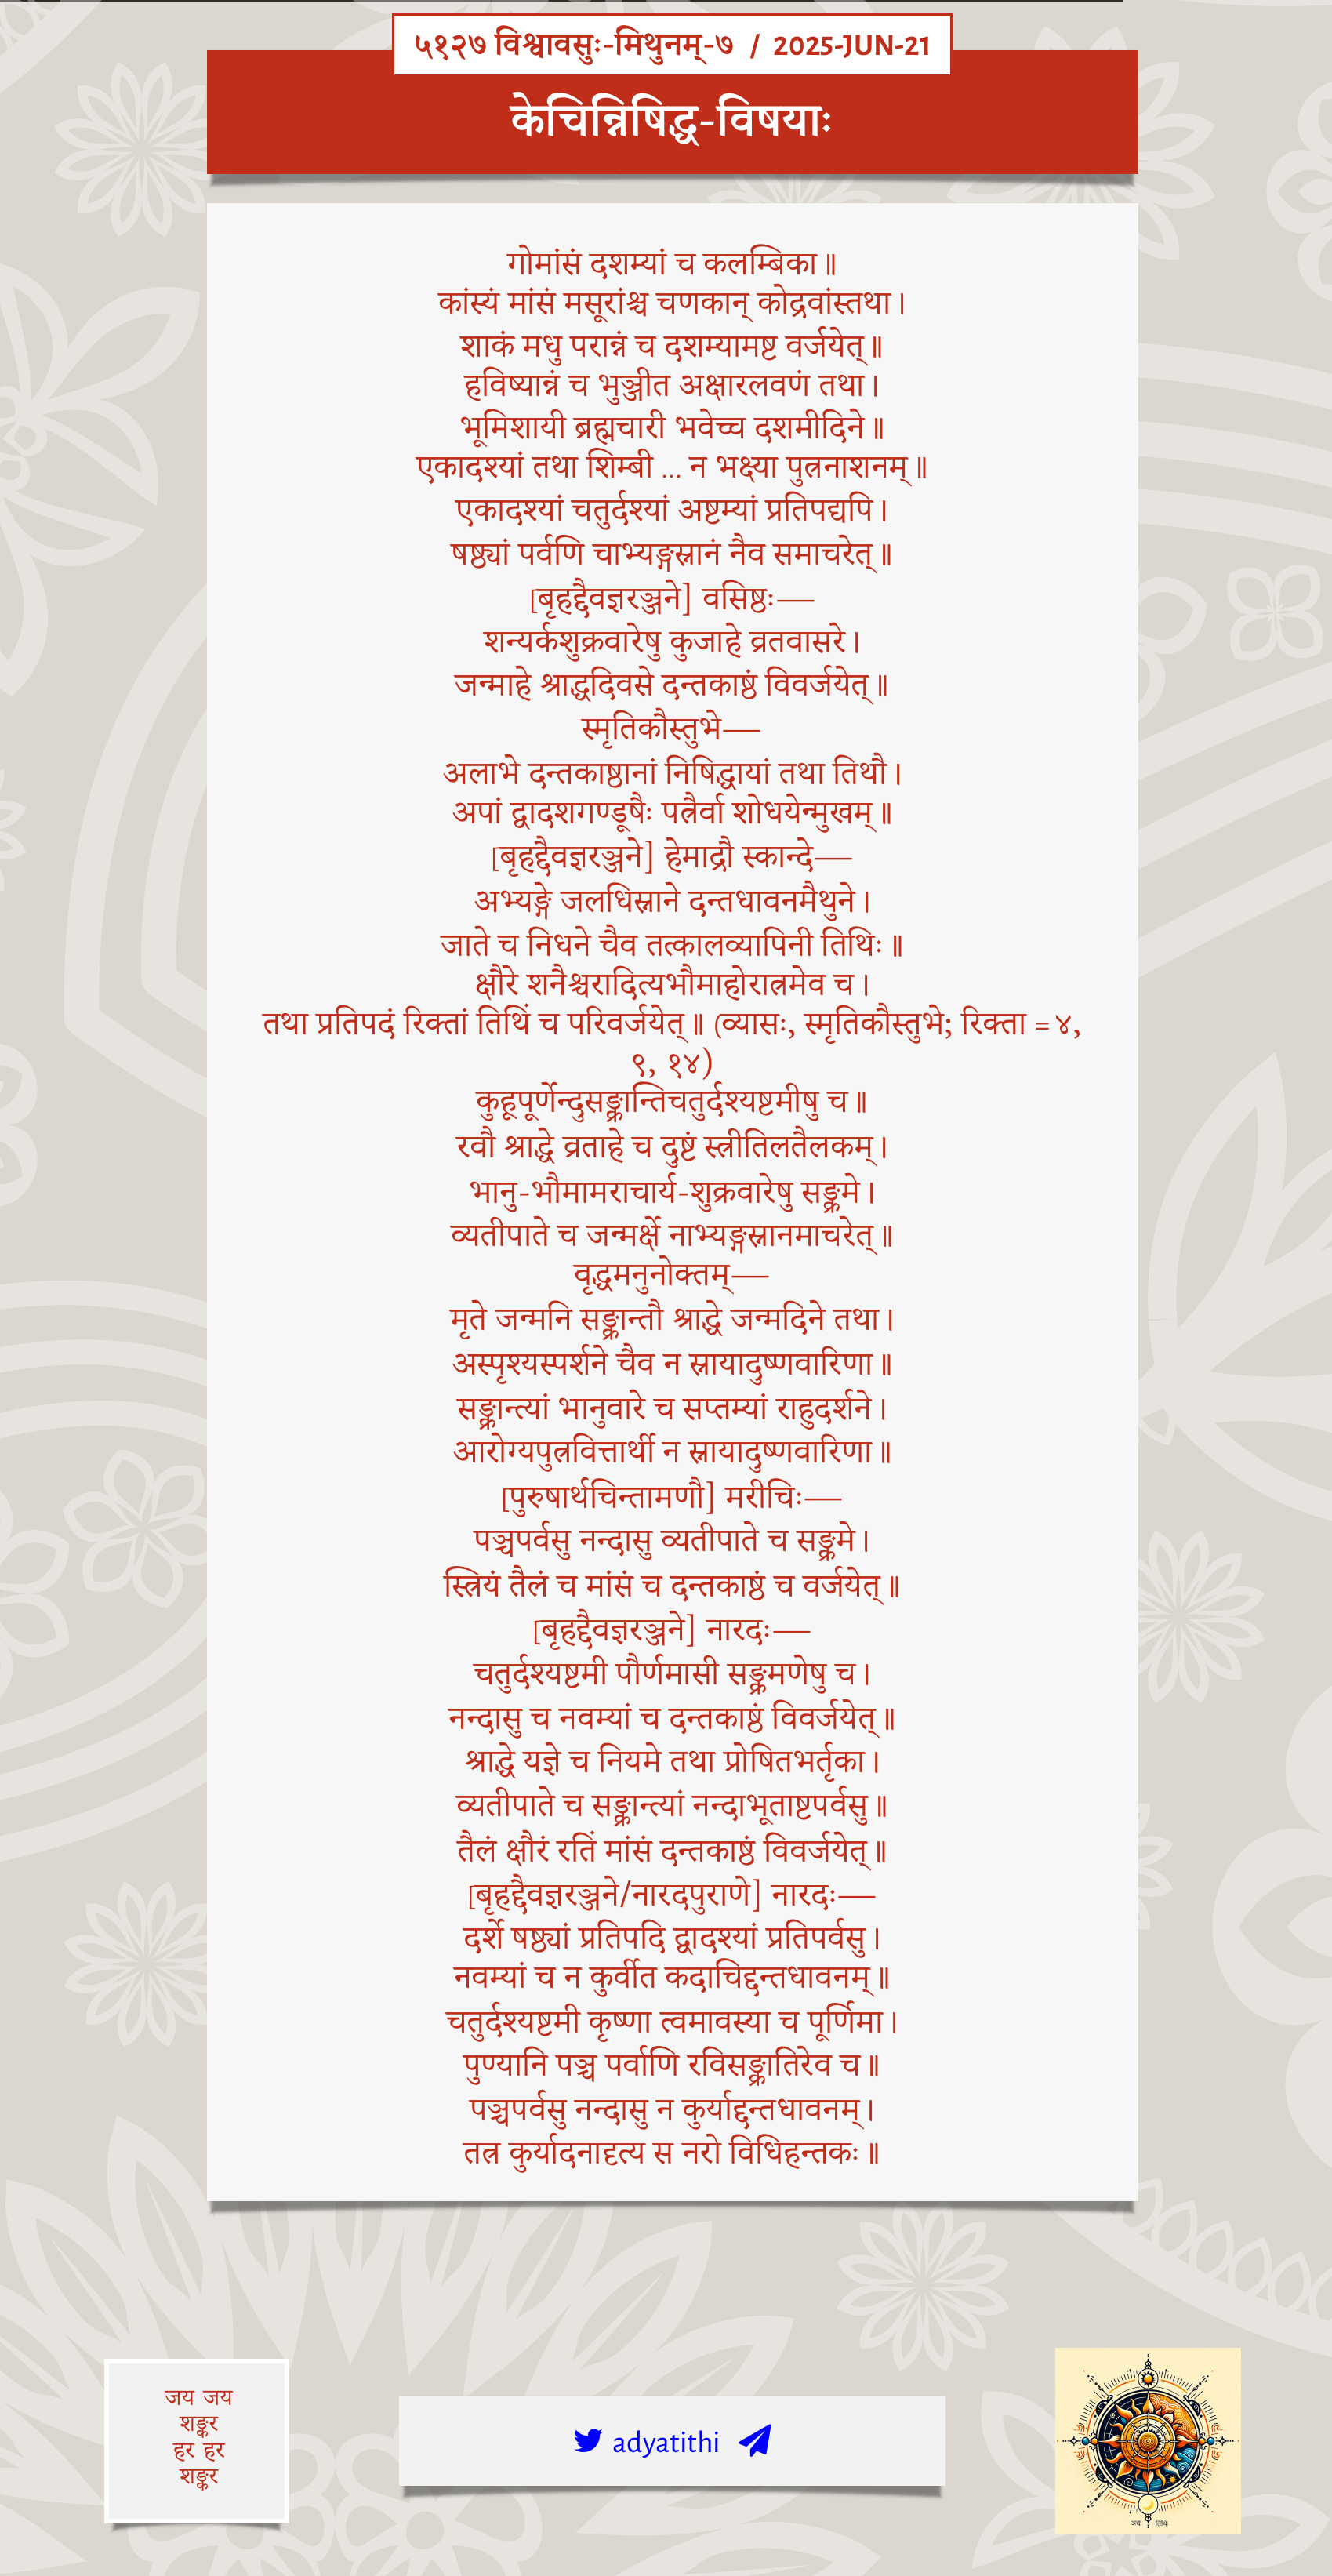 ५१२७ विश्वावसुः-मिथुनम्-७ / 2025-JUN-21
केचिन्निषिद्ध-विषयाः
गोमांसं दशम्यां च कलम्बिका॥
कांस्यं मांसं मसूरांश्च चणकान् कोद्रवांस्तथा।
शाकं मधु परान्नं च दशम्यामष्ट वर्जयेत्॥
हविष्यान्नं च भुञ्जीत अक्षारलवणं तथा।
भूमिशायी ब्रह्मचारी भवेच्च दशमीदिने॥
एकादश्यां तथा शिम्बी ... न भक्ष्या पुत्रनाशनम्॥
एकादश्यां चतुर्दश्यां अष्टम्यां प्रतिपद्यपि।
षष्ठ्यां पर्वणि चाभ्यङ्गस्नानं नैव समाचरेत्॥
[बृहद्दैवज्ञरञ्जने] वसिष्ठः—
शन्यर्कशुक्रवारेषु कुजाहे व्रतवासरे।
जन्माहे श्राद्धदिवसे दन्तकाष्ठं विवर्जयेत्॥
स्मृतिकौस्तुभे—
अलाभे दन्तकाष्ठानां निषिद्धायां तथा तिथौ।
अपां द्वादशगण्डूषैः पत्रैर्वा शोधयेन्मुखम्॥
[बृहद्दैवज्ञरञ्जने] हेमाद्रौ स्कान्दे—
अभ्यङ्गे जलधिस्नाने दन्तधावनमैथुने।
जाते च निधने चैव तत्कालव्यापिनी तिथिः॥
क्षौरे शनैश्चरादित्यभौमाहोरात्रमेव च।
तथा प्रतिपदं रिक्तां तिथिं च परिवर्जयेत्॥ (व्यासः, स्मृतिकौस्तुभे; रिक्ता = ४,
९, १४)
कुहूपूर्णेन्दुसङ्क्रान्तिचतुर्दश्यष्टमीषु च॥
रवौ श्राद्धे व्रताहे च दुष्टं स्त्रीतिलतैलकम्।
भानु-भौमामराचार्य-शुक्रवारेषु सङ्क्रमे।
व्यतीपाते च जन्मर्क्षे नाभ्यङ्गस्नानमाचरेत्॥
वृद्धमनुनोक्तम्—
मृते जन्मनि सङ्क्रान्तौ श्राद्धे जन्मदिने तथा।
अस्पृश्यस्पर्शने चैव न स्नायादुष्णवारिणा॥
सङ्क्रान्त्यां भानुवारे च सप्तम्यां राहुदर्शने।
आरोग्यपुत्रवित्तार्थी न स्नायादुष्णवारिणा॥
[पुरुषार्थचिन्तामणौ] मरीचिः—
पञ्चपर्वसु नन्दासु व्यतीपाते च सङ्क्रमे।
स्त्रियं तैलं च मांसं च दन्तकाष्ठं च वर्जयेत्॥
[बृहद्दैवज्ञरञ्जने] नारदः—
चतुर्दश्यष्टमी पौर्णमासी सङ्क्रमणेषु च।
नन्दासु च नवम्यां च दन्तकाष्ठं विवर्जयेत्॥
श्राद्धे यज्ञे च नियमे तथा प्रोषितभर्तृका।
व्यतीपाते च सङ्क्रान्त्यां नन्दाभूताष्टपर्वसु॥
तैलं क्षौरं रतिं मांसं दन्तकाष्ठं विवर्जयेत्॥
[बृहद्दैवज्ञरञ्जने/नारदपुराणे] नारदः—
दर्शे षष्ठ्यां प्रतिपदि द्वादश्यां प्रतिपर्वसु।
नवम्यां च न कुर्वीत कदाचिद्दन्तधावनम्॥
चतुर्दश्यष्टमी कृष्णा त्वमावस्या च पूर्णिमा।
पुण्यानि पञ्च पर्वाणि रविसङ्क्रातिरेव च॥
पञ्चपर्वसु नन्दासु न कुर्याद्दन्तधावनम्।
तत्र कुर्यादनादृत्य स नरो विधिहन्तकः॥
जय जय
शङ्कर
हर हर
शङ्कर
adyatithi
अद्य तिथिः